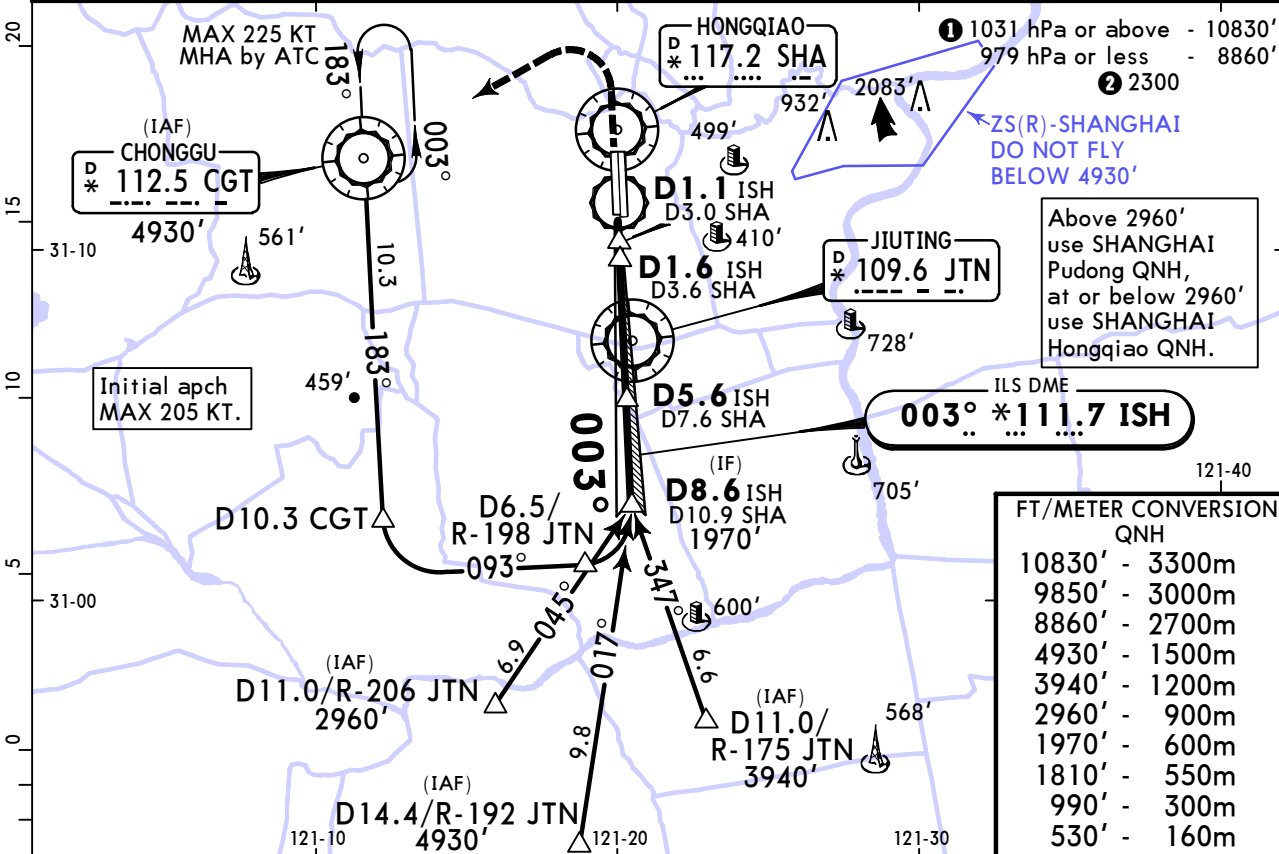 20
MAX 225 KT
MHA by ATC
183°
003°
(IAF)
CHONGGU
D
* 112.5 CGT
4930'
561'
HONGQIAO
D
* 117.2 SHA
❶ 1031 hPa or above - 10830'
979 hPa or less - 8860'
❷ 2300
2083'
932'
499'
ZS(R)-SHANGHAI
DO NOT FLY
BELOW 4930'
15
31-10
10.3
183°
D1.1 ISH
D3.0 SHA
410'
D1.6 ISH
D3.6 SHA
JIUTING
D
* 109.6 JTN
728'
Above 2960'
use SHANGHAI
Pudong QNH,
at or below 2960'
use SHANGHAI
Hongqiao QNH.
10
Initial apch
MAX 205 KT.
459'
D5.6 ISH
D7.6 SHA
ILS DME
003° *111.7 ISH
003°
(IF)
D8.6 ISH
D10.9 SHA
1970'
705'
121-40
D10.3 CGT
D6.5/
R-198 JTN
093°
045°
6.9
017°
9.8
347°
6.6
600'
5
31-00
(IAF)
D11.0/R-206 JTN
2960'
(IAF)
D11.0/
R-175 JTN
3940'
568'
0
(IAF)
D14.4/R-192 JTN
4930'
121-10
121-20
121-30
FT/METER CONVERSION
QNH
10830' - 3300m
9850' - 3000m
8860' - 2700m
4930' - 1500m
3940' - 1200m
2960' - 900m
1970' - 600m
1810' - 550m
990' - 300m
530' - 160m